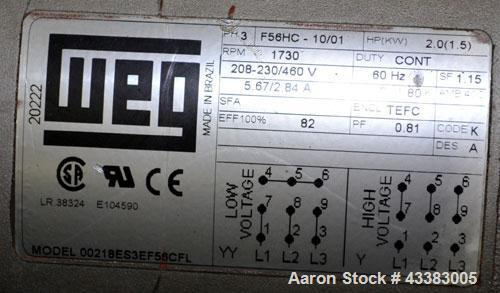 20222
weg
MADE IN BRAZIL
PH 3 F56HC - 10/01 HP(KW) 2.0(1.5)
RPM 1730 DUTY CONT
208-230/460 V 60 Hz SF 1.15
5.67/2.84 A 80
SFA ENCL TEFC
EFF100% 82 PF 0.81 CODE K
DES A
LR 38324 E104590
MODEL 00218ES3EF56CFL
LOW VOLTAGE
YY
4 5 6
7 8 9
1 2 3
L1 L2 L3
HIGH VOLTAGE
Y
4 5 6
7 8 9
1 2 3
L1 L2 L3
Aaron Stock # 43383005